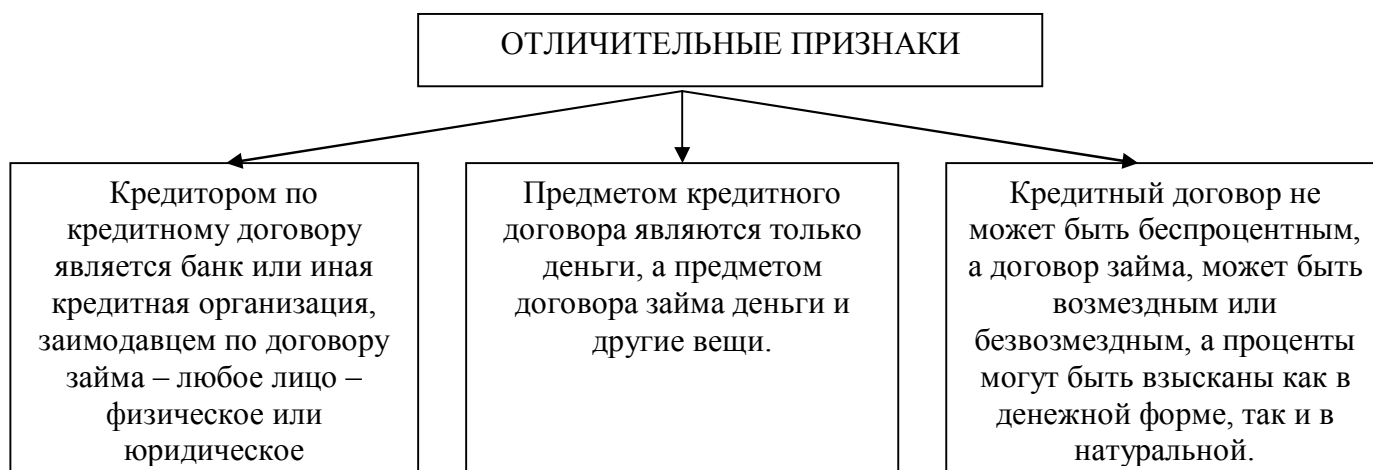 ОТЛИЧИТЕЛЬНЫЕ ПРИЗНАКИ
Кредитором по
кредитному договору
является банк или иная
кредитная организация,
заимодавцем по договору
займа – любое лицо –
физическое или
юридическое
Предметом кредитного
договора являются только
деньги, а предметом
договора займа деньги и
другие вещи.
Кредитный договор не
может быть беспроцентным,
а договор займа, может быть
возмездным или
безвозмездным, а проценты
могут быть взысканы как в
денежной форме, так и в
натуральной.